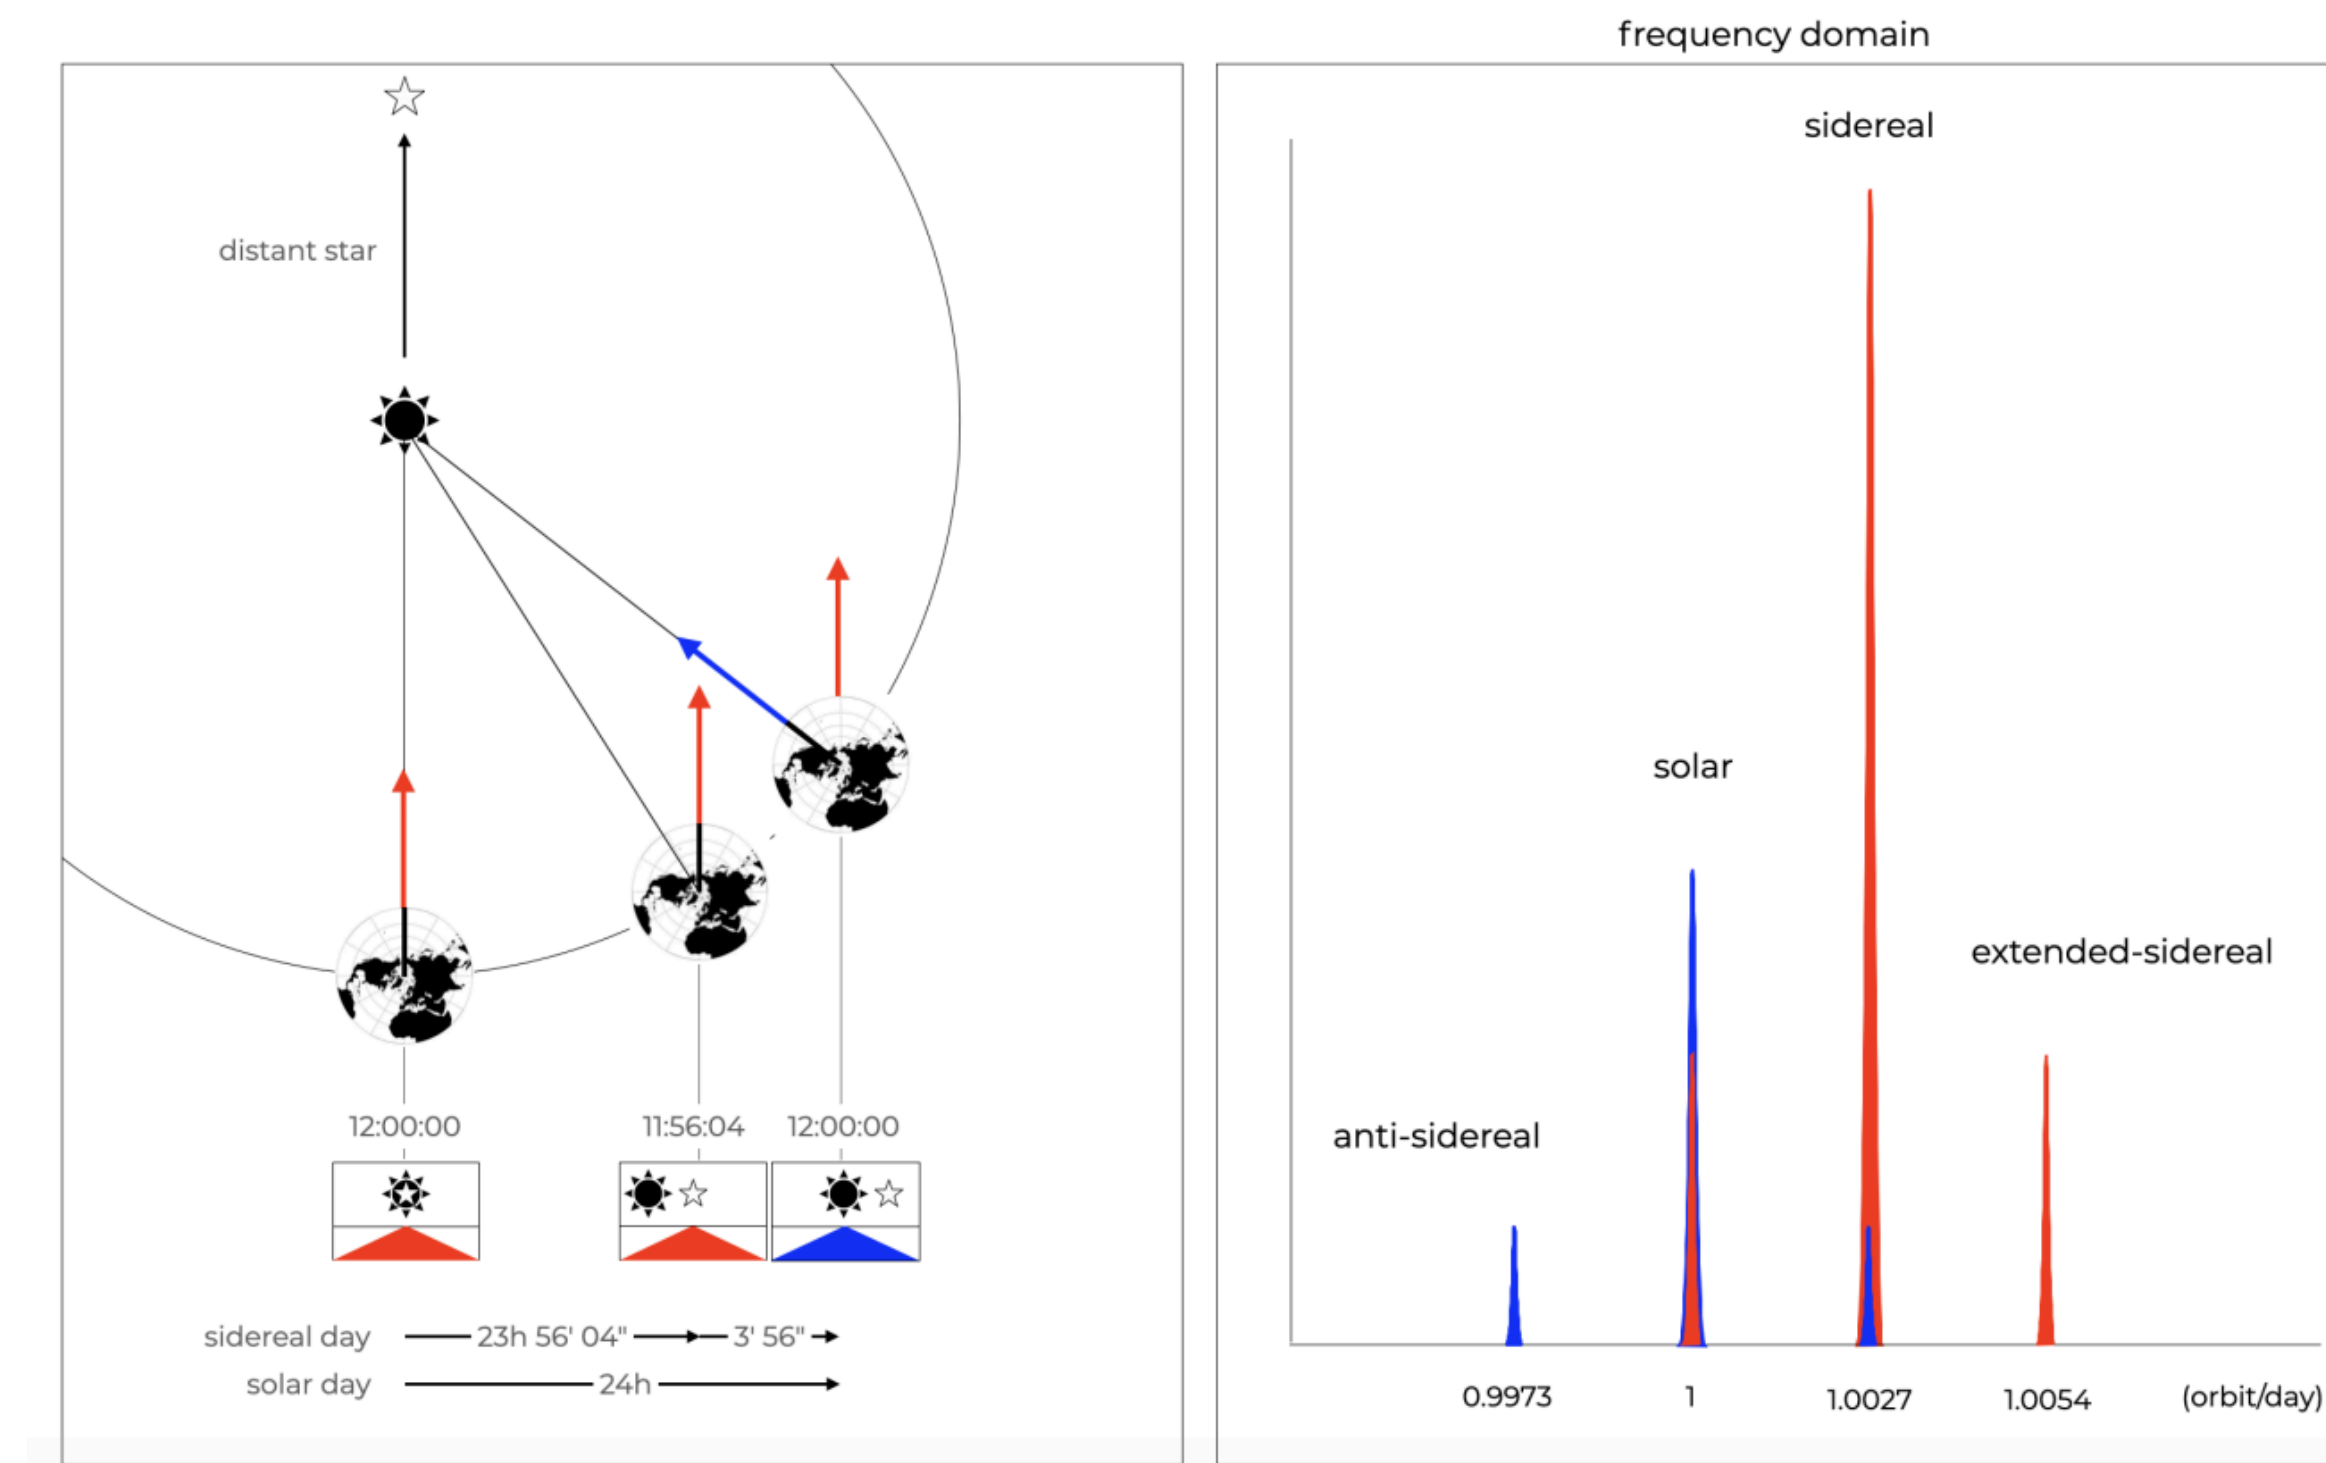 frequency domain
distant star
12:00:00
11:56:04
12:00:00
sidereal day 23h 56' 04" 3' 56"
solar day 24h
sidereal
solar
extended-sidereal
anti-sidereal
0.9973 1 1.0027 1.0054 (orbit/day)